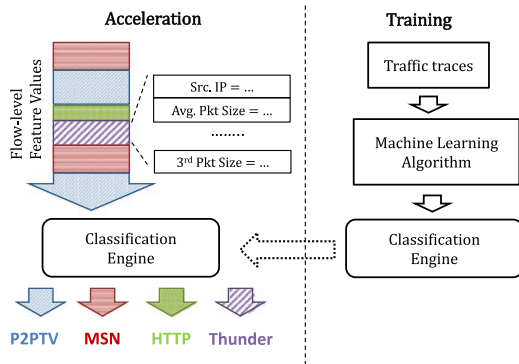 Acceleration
Training
Flow-level
Feature Values
Src. IP = ...
Avg. Pkt Size = ...
........
3rd Pkt Size = ...
Traffic traces
Machine Learning
Algorithm
Classification
Engine
Classification
Engine
P2PTV MSN HTTP Thunder